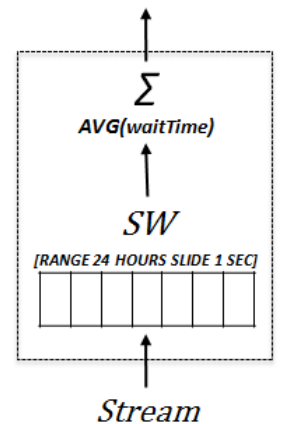 Σ
AVG(waitTime)
SW
[RANGE 24 HOURS SLIDE 1 SEC]
Stream